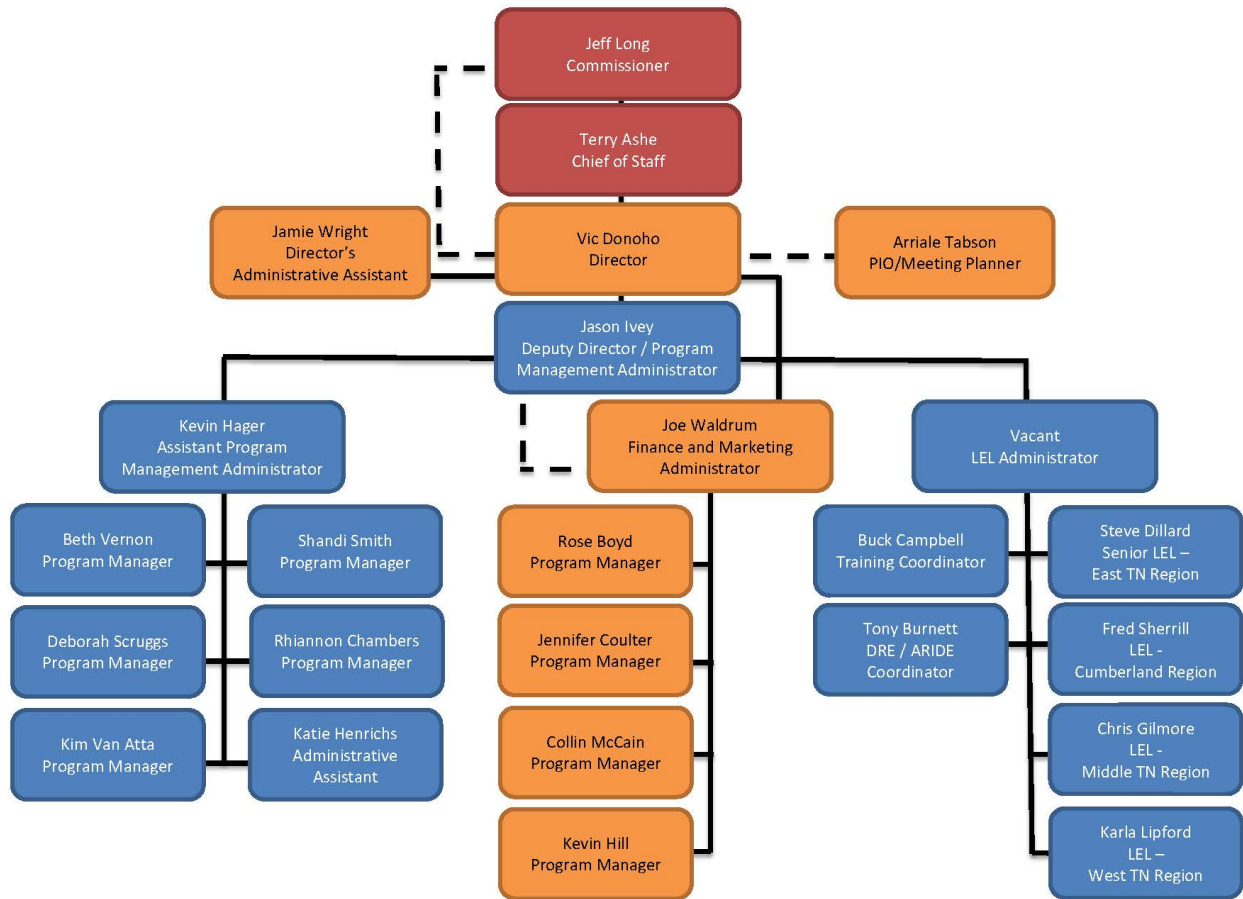 Jeff Long
Commissioner
Terry Ashe
Chief of Staff
Jamie Wright
Director's
Administrative Assistant
Vic Donoho
Director
Arriale Tabson
PIO/Meeting Planner
Jason Ivey
Deputy Director / Program
Management Administrator
Kevin Hager
Assistant Program
Management Administrator
Joe Waldrum
Finance and Marketing
Administrator
Vacant
LEL Administrator
Beth Vernon
Program Manager
Shandi Smith
Program Manager
Rose Boyd
Program Manager
Buck Campbell
Training Coordinator
Steve Dillard
Senior LEL –
East TN Region
Deborah Scruggs
Program Manager
Rhiannon Chambers
Program Manager
Jennifer Coulter
Program Manager
Tony Burnett
DRE / ARIDE
Coordinator
Fred Sherrill
LEL -
Cumberland Region
Kim Van Atta
Program Manager
Katie Henrichs
Administrative
Assistant
Collin McCain
Program Manager
Chris Gilmore
LEL -
Middle TN Region
Kevin Hill
Program Manager
Karla Lipford
LEL –
West TN Region